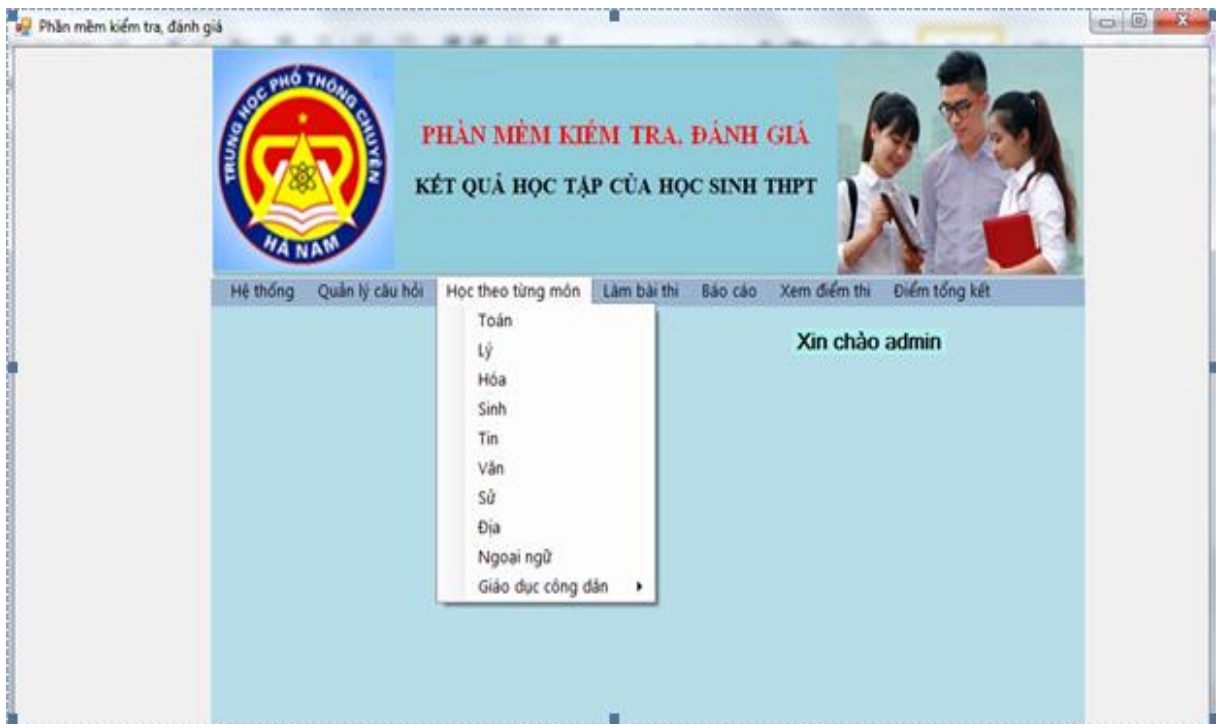 Phần mềm kiểm tra, đánh giá
TRUNG HỌC PHỔ THÔNG CHUYÊN
HÀ NAM
PHẦN MỀM KIỂM TRA, ĐÁNH GIÁ
KẾT QUẢ HỌC TẬP CỦA HỌC SINH THPT
Hệ thống Quản lý câu hỏi Học theo từng môn Làm bài thi Báo cáo Xem điểm thi Điểm tổng kết
Xin chào admin
Toán
Lý
Hóa
Sinh
Tin
Văn
Sử
Địa
Ngoại ngữ
Giáo dục công dân